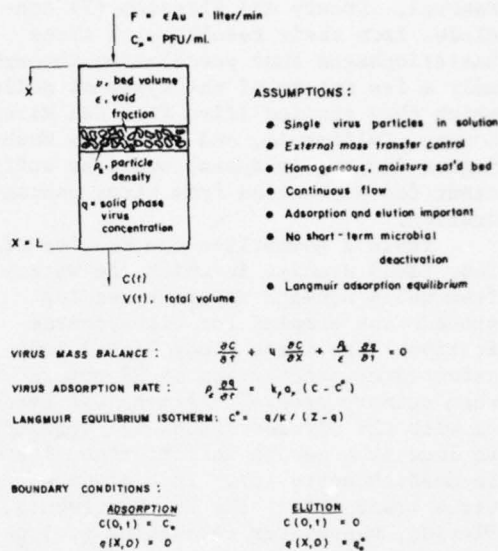 F = εAu = liter/min
Cₒ = PFU/ml.
X
υ, bed volume
ε, void
fraction
ρₛ, particle
density
q = solid phase
virus
concentration
X = L
C(t)
V(t), total volume
ASSUMPTIONS :
• Single virus particles in solution
• External mass transfer control
• Homogeneous, moisture sat'd bed
• Continuous flow
• Adsorption and elution important
• No short-term microbial
deactivation
• Langmuir adsorption equilibrium
VIRUS MASS BALANCE : ∂C/∂t + u ∂C/∂X + ρₛ/ε ∂q/∂t = 0
VIRUS ADSORPTION RATE : ∂q/∂t = (C - C*)
LANGMUIR EQUILIBRIUM ISOTHERM: C* = q/K/(Z-q)
BOUNDARY CONDITIONS :
ADSORPTION ELUTION
C(0,t) = Cₒ C(0,t) = 0
q(X,0) = 0 q(X,0) =